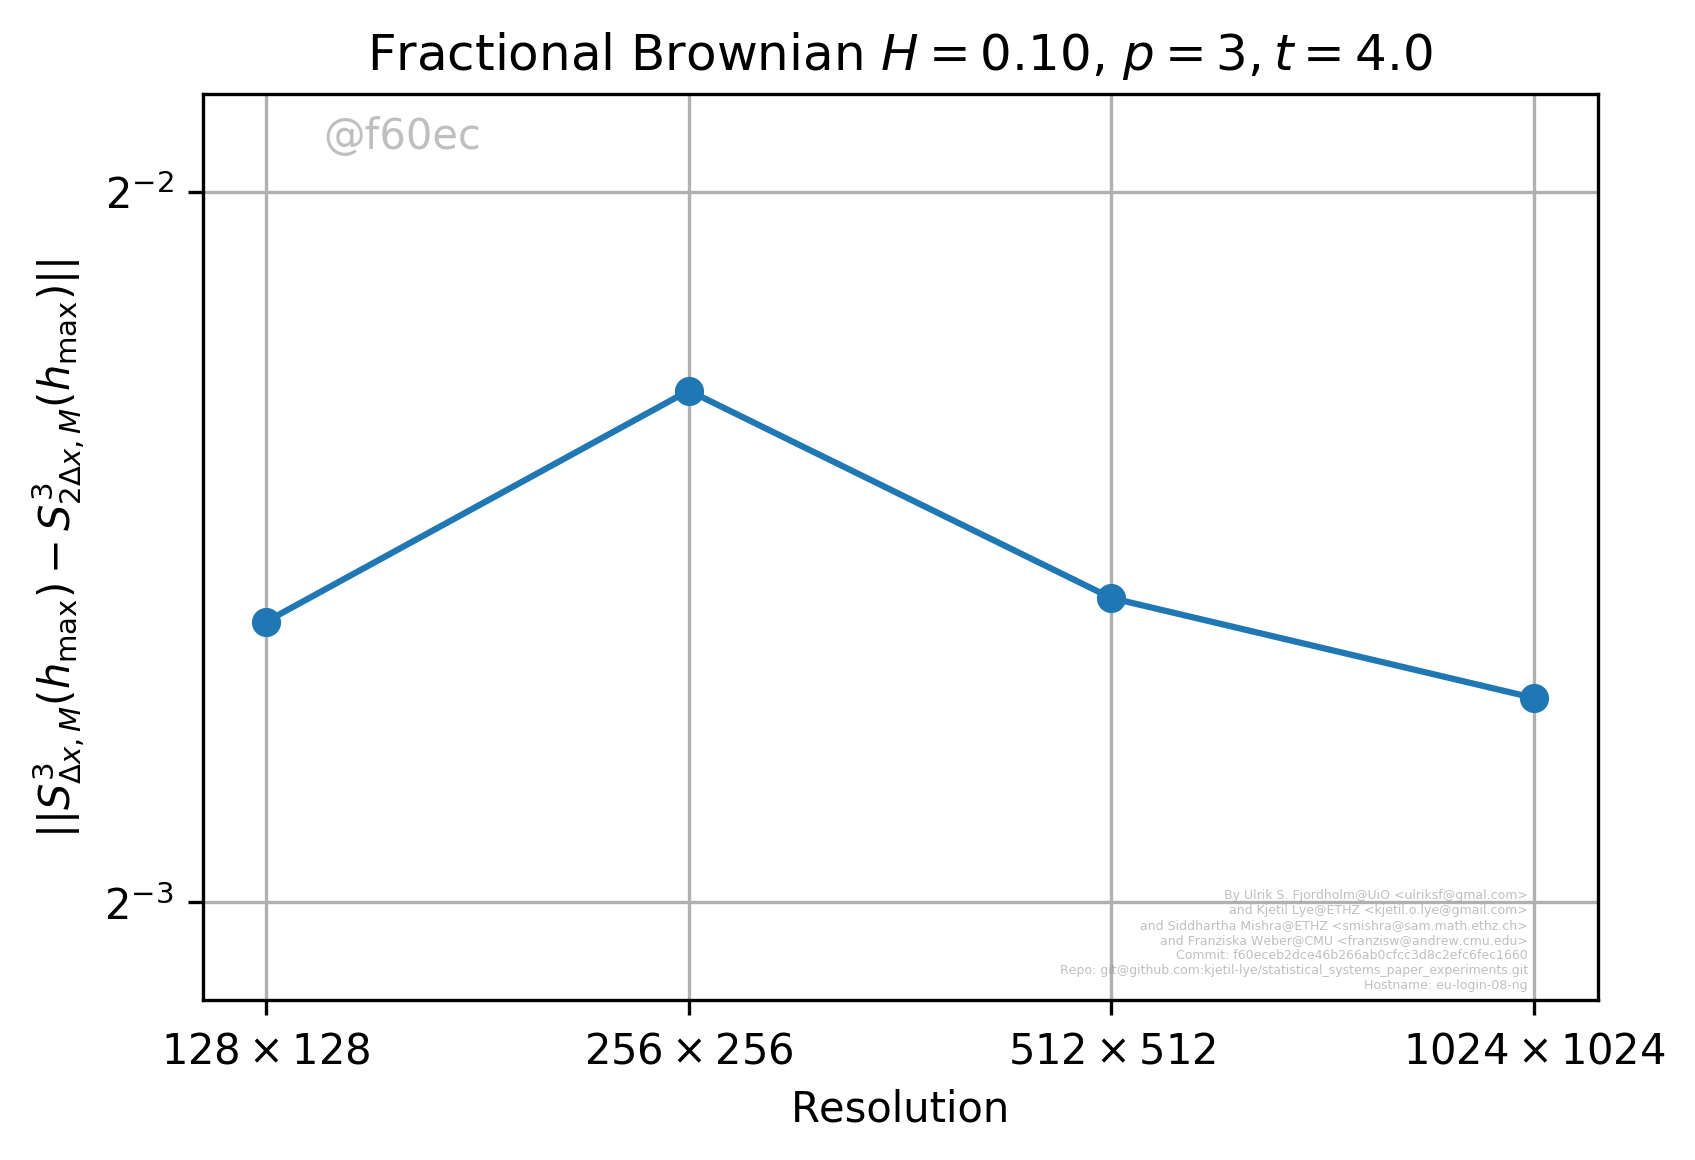 Fractional Brownian H = 0.10, p = 3, t = 4.0
@f60ec
2⁻²
||S³_{Δx, M}(h_max) − S³_{2Δx, M}(h_max)||
2⁻³
By Ulrik S. Fjordholm@UiO <ulriksf@gmal.com>
and Kjetil Lye@ETHZ <kjetil.o.lye@gmail.com>
and Siddhartha Mishra@ETHZ <smishra@sam.math.ethz.ch>
and Franziska Weber@CMU <franzisw@andrew.cmu.edu>
Commit: f60eceb2dce46b266ab0cfcc3d8c2efc6fec1660
Repo: git@github.com:kjetil-lye/statistical_systems_paper_experiments.git
Hostname: eu-login-08-ng
128 × 128 256 × 256 512 × 512 1024 × 1024
Resolution